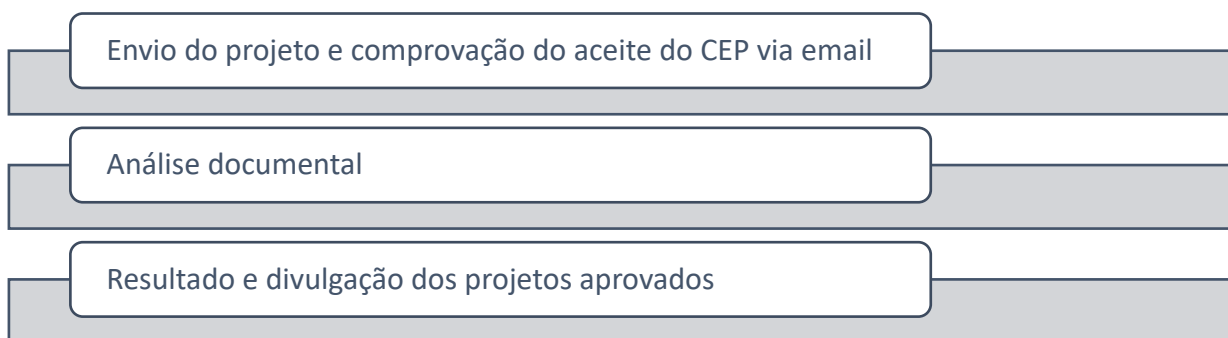 Envio do projeto e comprovação do aceite do CEP via email
Análise documental
Resultado e divulgação dos projetos aprovados